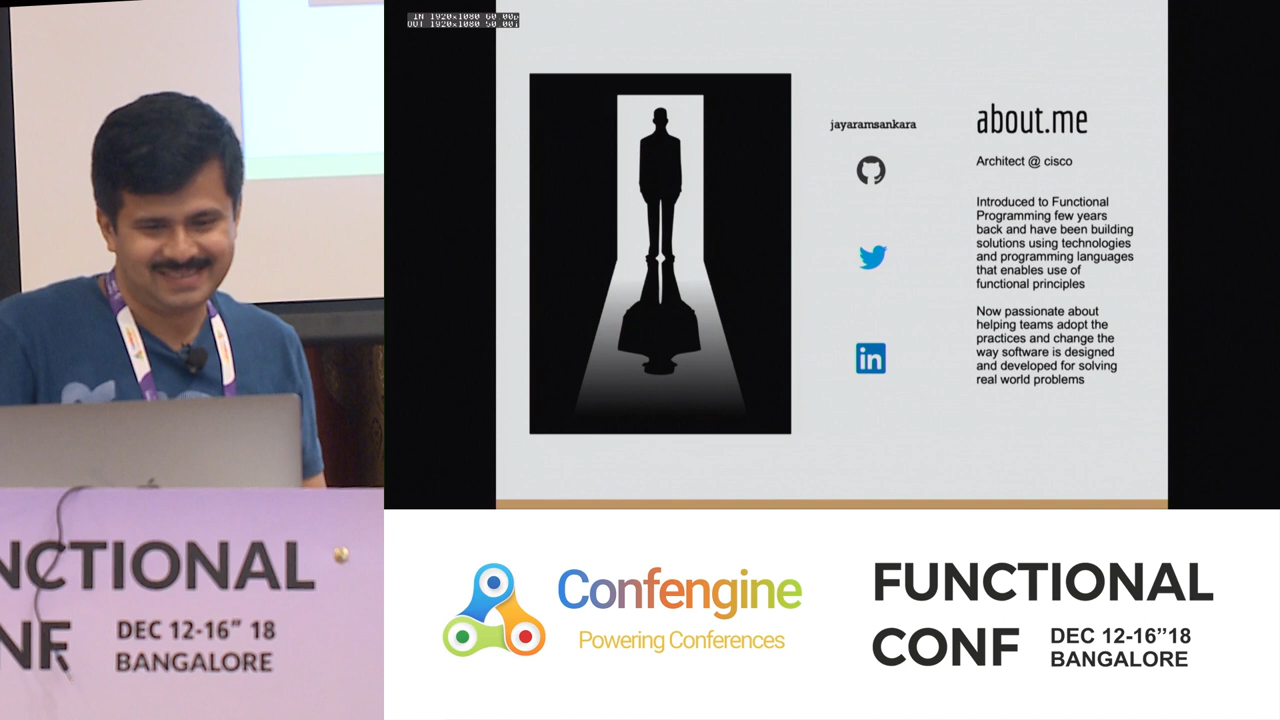 IN 1920x1080 60.00p
OUT 1920x1080 50.00i
jayaramsankara
about.me
Architect @ cisco
Introduced to Functional
Programming few years
back and have been building
solutions using technologies
and programming languages
that enables use of
functional principles
Now passionate about
helping teams adopt the
practices and change the
way software is designed
and developed for solving
real world problems
in
NCTIONAL
NF
DEC 12-16” 18
BANGALORE
Confengine
Powering Conferences
FUNCTIONAL
CONF
DEC 12-16”18
BANGALORE